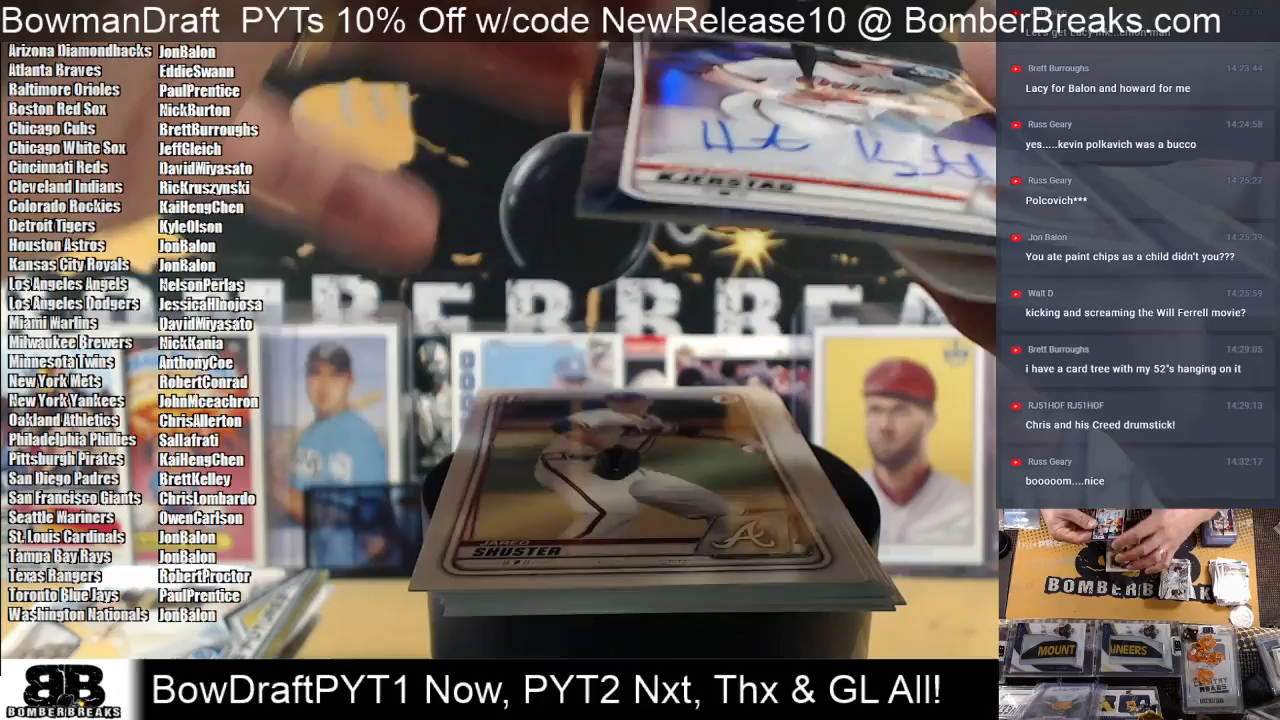 BowmanDraft PYTs 10% Off w/code NewRelease10 @ BomberBreaks.com
Arizona Diamondbacks JonBalon
Atlanta Braves EddieSwann
Baltimore Orioles PaulPrentice
Boston Red Sox NickBurton
Chicago Cubs BrettBurroughs
Chicago White Sox JeffGleich
Cincinnati Reds DavidMiyasato
Cleveland Indians RicKruszynski
Colorado Rockies KaiHengChen
Detroit Tigers KyleOlson
Houston Astros JonBalon
Kansas City Royals JonBalon
Los Angeles Angels NelsonPerlas
Los Angeles Dodgers JessicaHInojosa
Miami Marlins DavidMiyasato
Milwaukee Brewers NickKania
Minnesota Twins AnthonyCoe
New York Mets RobertConrad
New York Yankees JohnMceachron
Oakland Athletics ChrisAllerton
Philadelphia Phillies Sallafrati
Pittsburgh Pirates KaiHengChen
San Diego Padres BrettKelley
San Francisco Giants ChrisLombardo
Seattle Mariners OwenCarlson
St. Louis Cardinals JonBalon
Tampa Bay Rays JonBalon
Texas Rangers RobertProctor
Toronto Blue Jays PaulPrentice
Washington Nationals JonBalon
KJERSTAD
JARED
SHUSTER
A
Brett Burroughs 14:23:44
Lacy for Balon and howard for me
Russ Geary 14:24:58
yes.....kevin polkavich was a bucco
Russ Geary 14:25:27
Polcovich***
Jon Balon 14:25:39
You ate paint chips as a child didn't you???
Walt D 14:25:59
kicking and screaming the Will Ferrell movie?
Brett Burroughs 14:29:05
i have a card tree with my 52"s hanging on it
RJ51HOF RJ51HOF 14:29:13
Chris and his Creed drumstick!
Russ Geary 14:32:17
booooom....nice
BOMBERBREAKS
MOUNT
AINEERS
BB
BOMBERBREAKS
BowDraftPYT1 Now, PYT2 Nxt, Thx & GL All!